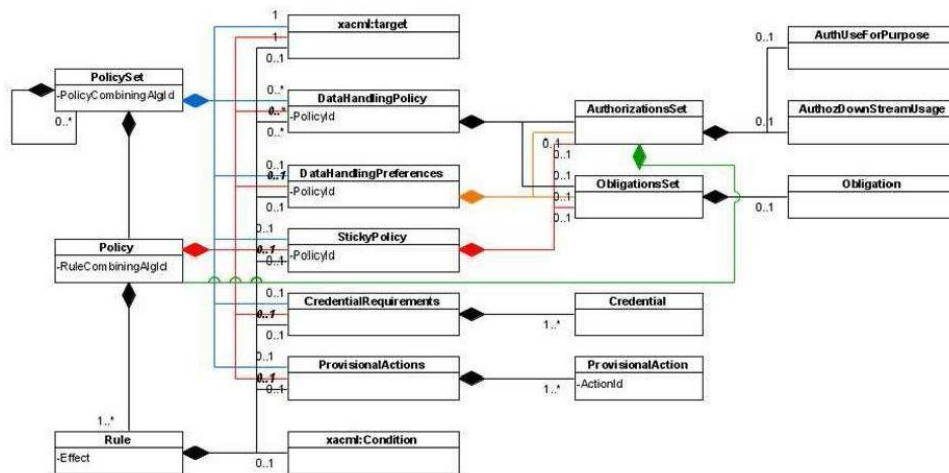 1
xacml:target
1
0..1
AuthUseForPurpose
0..1
PolicySet
-PolicyCombiningAlgId
0..*
0..*
DataHandlingPolicy
-PolicyId
0..*
0..*
AuthorizationsSet
AuthozDownStreamUsage
0..1
0..1
0..1
0..1
DataHandlingPreferences
-PolicyId
0..1
0..1
0..1
ObligationsSet
0..1
0..1
Obligation
0..1
Policy
-RuleCombiningAlgId
0..1
StickyPolicy
-PolicyId
0..1
0..1
0..1
CredentialRequirements
0..1
0..1
Credential
1..*
0..1
ProvisionalActions
0..1
0..1
ProvisionalAction
-ActionId
1..*
1..*
Rule
-Effect
xacml:Condition
0..1